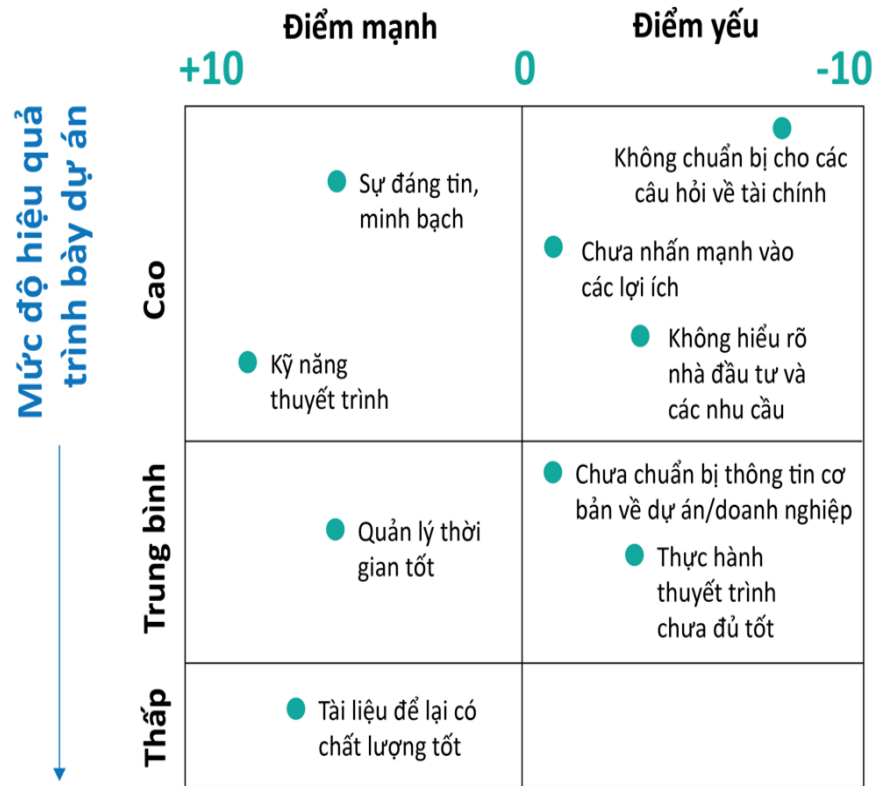 Điểm mạnh
Điểm yếu
+10
0
-10
Mức độ hiệu quả
trình bày dự án
Cao
Sự đáng tin,
minh bạch
Kỹ năng
thuyết trình
Không chuẩn bị cho các
câu hỏi về tài chính
Chưa nhấn mạnh vào
các lợi ích
Không hiểu rõ
nhà đầu tư và
các nhu cầu
Trung bình
Quản lý thời
gian tốt
Chưa chuẩn bị thông tin cơ
bản về dự án/doanh nghiệp
Thực hành
thuyết trình
chưa đủ tốt
Thấp
Tài liệu để lại có
chất lượng tốt